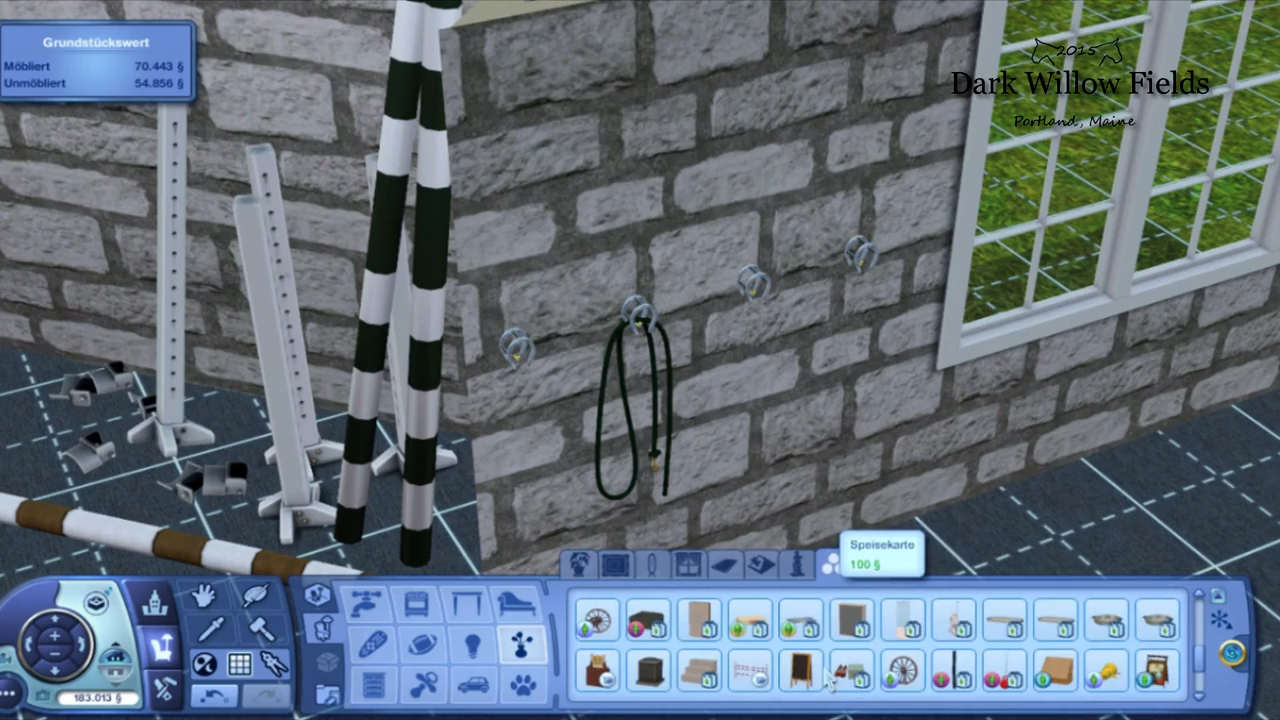 Grundstückswert
Möbliert 70.443 §
Unmöbliert 54.856 §
2015
Dark Willow Fields
Portland, Maine
Speisekarte
100 §
183.013 §